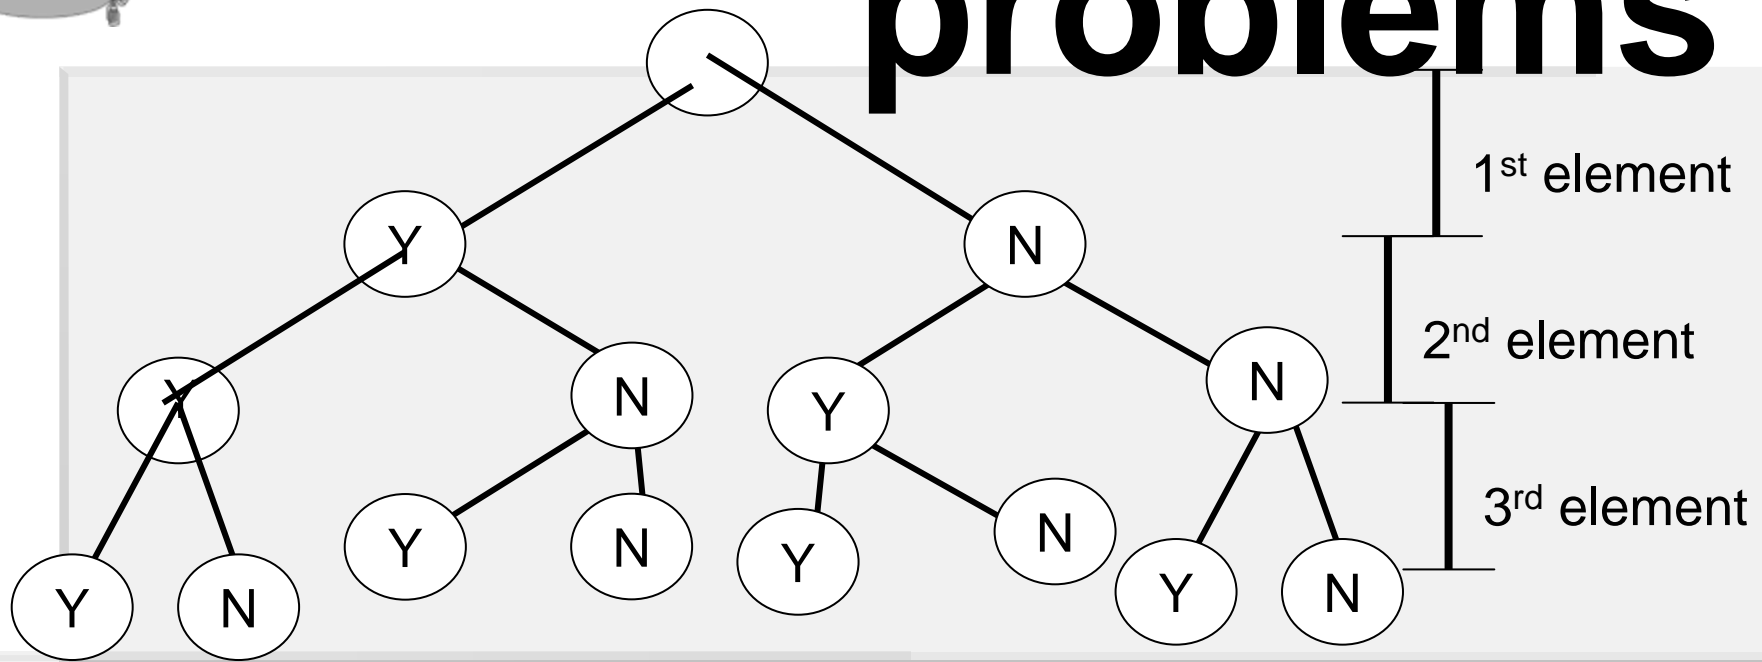 problems
1st element
Y N
2nd element
Y N Y N
3rd element
Y N Y N Y N Y N